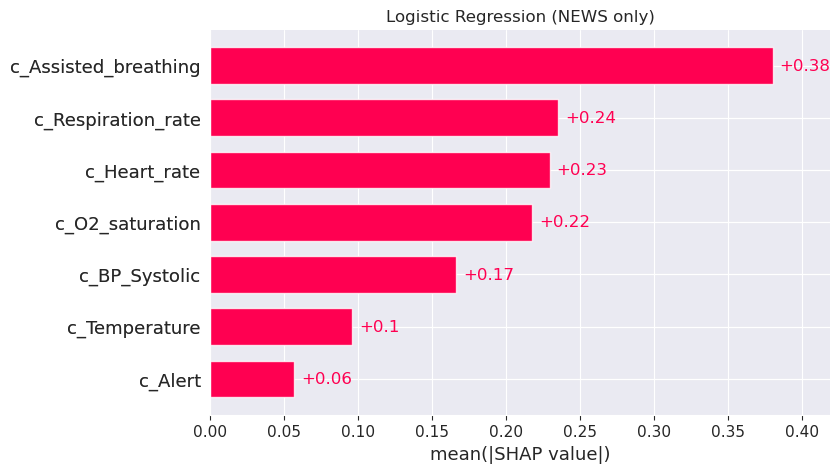 Logistic Regression (NEWS only)
c_Assisted_breathing +0.38
c_Respiration_rate +0.24
c_Heart_rate +0.23
c_O2_saturation +0.22
c_BP_Systolic +0.17
c_Temperature +0.1
c_Alert +0.06
0.00 0.05 0.10 0.15 0.20 0.25 0.30 0.35 0.40
mean(|SHAP value|)